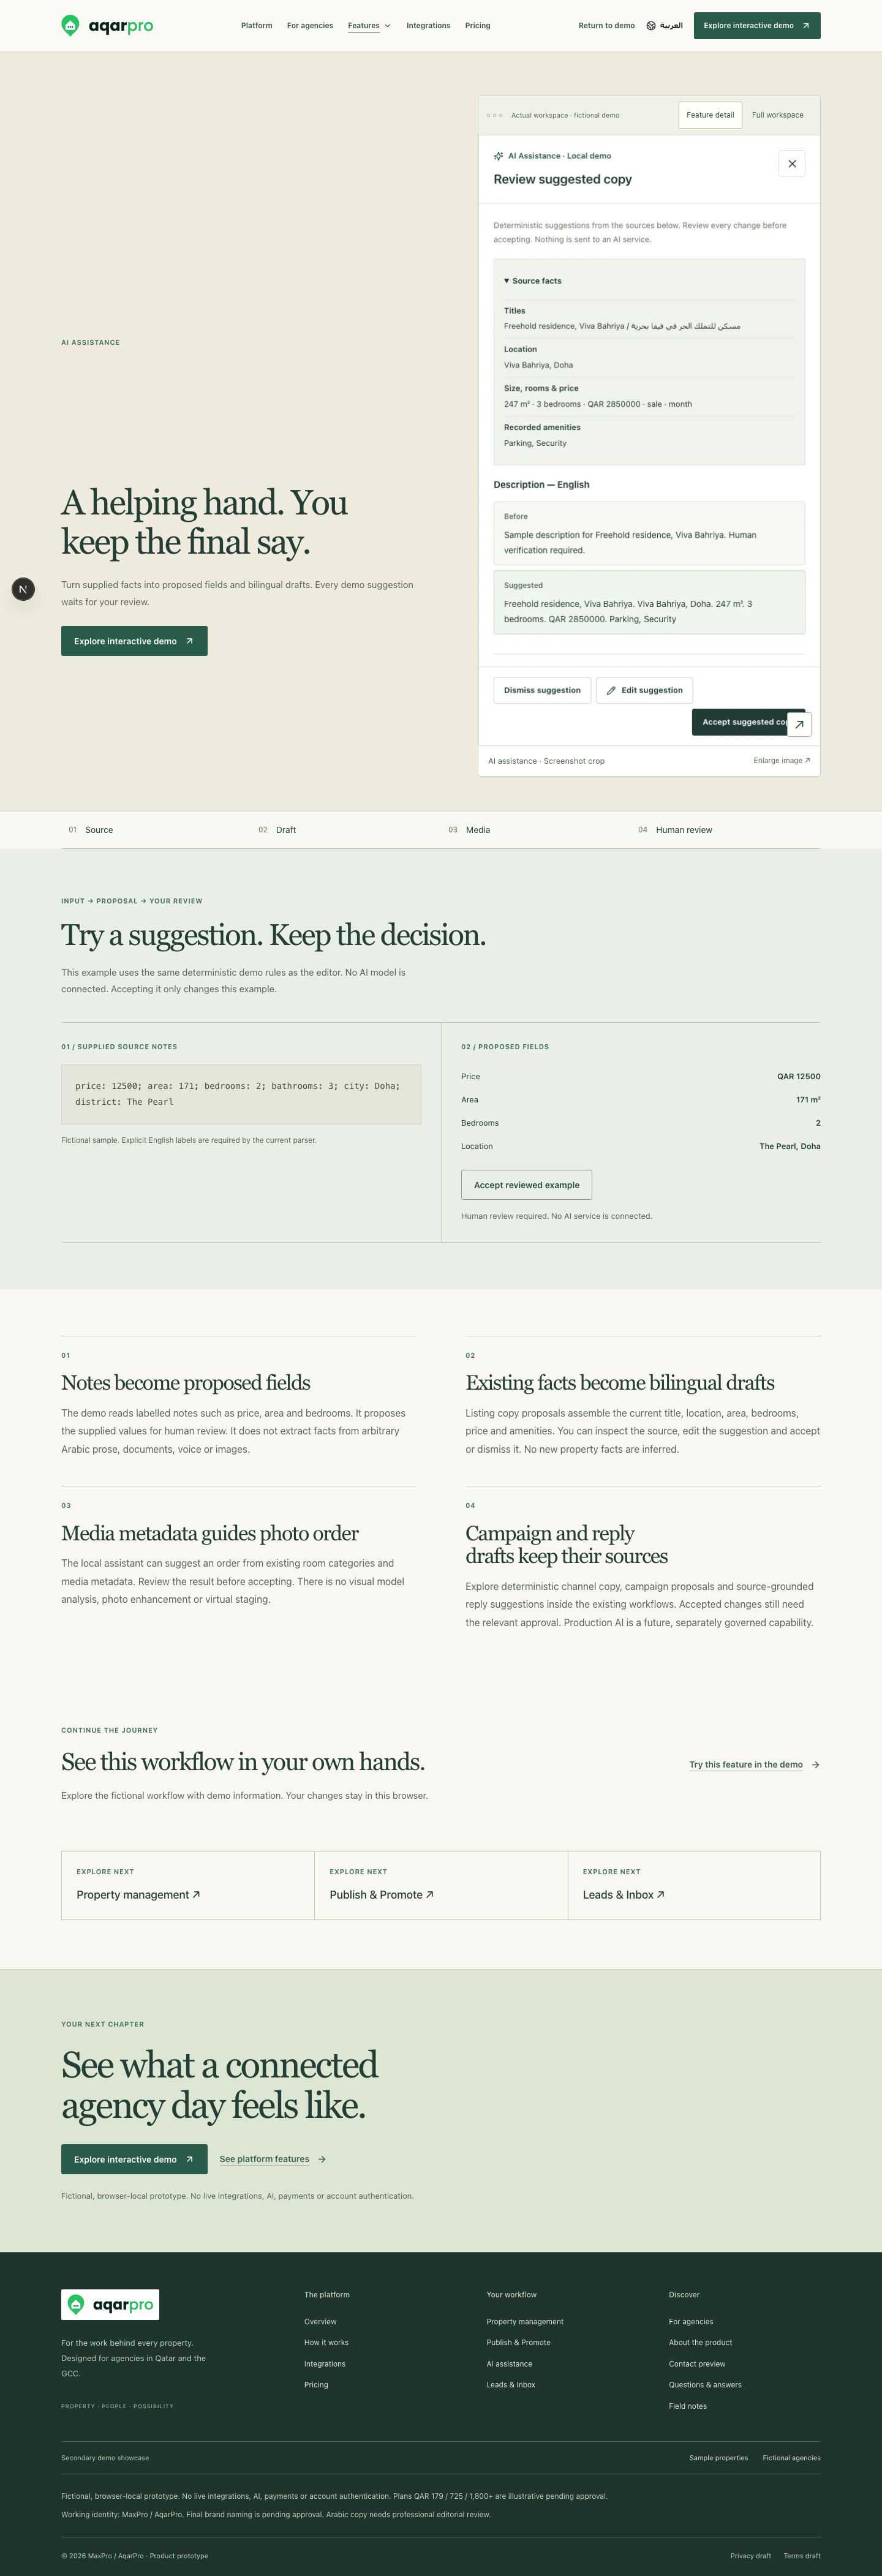 aqarpro
Platform
For agencies
Features
Integrations
Pricing
Return to demo
العربية
Explore interactive demo
AI ASSISTANCE
A helping hand. You
keep the final say.
Turn supplied facts into proposed fields and bilingual drafts. Every demo suggestion
waits for your review.
Explore interactive demo
N
Actual workspace · fictional demo
Feature detail
Full workspace
AI Assistance · Local demo
Review suggested copy
Deterministic suggestions from the sources below. Review every change before
accepting. Nothing is sent to an AI service.
Source facts
Titles
Freehold residence, Viva Bahriya / مسكن للتملك الحر في فيفا بحرية
Location
Viva Bahriya, Doha
Size, rooms & price
247 m² · 3 bedrooms · QAR 2850000 · sale · month
Recorded amenities
Parking, Security
Description — English
Before
Sample description for Freehold residence, Viva Bahriya. Human
verification required.
Suggested
Freehold residence, Viva Bahriya. Viva Bahriya, Doha. 247 m². 3
bedrooms. QAR 2850000. Parking, Security
Dismiss suggestion
Edit suggestion
Accept suggested co
AI assistance · Screenshot crop
Enlarge image ↗
01 Source
02 Draft
03 Media
04 Human review
INPUT → PROPOSAL → YOUR REVIEW
Try a suggestion. Keep the decision.
This example uses the same deterministic demo rules as the editor. No AI model is
connected. Accepting it only changes this example.
01 / SUPPLIED SOURCE NOTES
price: 12500; area: 171; bedrooms: 2; bathrooms: 3; city: Doha;
district: The Pearl
Fictional sample. Explicit English labels are required by the current parser.
02 / PROPOSED FIELDS
Price QAR 12500
Area 171 m²
Bedrooms 2
Location The Pearl, Doha
Accept reviewed example
Human review required. No AI service is connected.
01
Notes become proposed fields
The demo reads labelled notes such as price, area and bedrooms. It proposes
the supplied values for human review. It does not extract facts from arbitrary
Arabic prose, documents, voice or images.
02
Existing facts become bilingual drafts
Listing copy proposals assemble the current title, location, area, bedrooms,
price and amenities. You can inspect the source, edit the suggestion and accept
or dismiss it. No new property facts are inferred.
03
Media metadata guides photo order
The local assistant can suggest an order from existing room categories and
media metadata. Review the result before accepting. There is no visual model
analysis, photo enhancement or virtual staging.
04
Campaign and reply
drafts keep their sources
Explore deterministic channel copy, campaign proposals and source-grounded
reply suggestions inside the existing workflows. Accepted changes still need
the relevant approval. Production AI is a future, separately governed capability.
CONTINUE THE JOURNEY
See this workflow in your own hands.
Explore the fictional workflow with demo information. Your changes stay in this browser.
Try this feature in the demo →
EXPLORE NEXT
Property management ↗
EXPLORE NEXT
Publish & Promote ↗
EXPLORE NEXT
Leads & Inbox ↗
YOUR NEXT CHAPTER
See what a connected
agency day feels like.
Explore interactive demo
See platform features →
Fictional, browser-local prototype. No live integrations, AI, payments or account authentication.
aqarpro
For the work behind every property.
Designed for agencies in Qatar and the
GCC.
PROPERTY · PEOPLE · POSSIBILITY
The platform
Overview
How it works
Integrations
Pricing
Your workflow
Property management
Publish & Promote
AI assistance
Leads & Inbox
Discover
For agencies
About the product
Contact preview
Questions & answers
Field notes
Secondary demo showcase
Sample properties
Fictional agencies
Fictional, browser-local prototype. No live integrations, AI, payments or account authentication. Plans QAR 179 / 725 / 1,800+ are illustrative pending approval.
Working identity: MaxPro / AqarPro. Final brand naming is pending approval. Arabic copy needs professional editorial review.
© 2026 MaxPro / AqarPro · Product prototype
Privacy draft
Terms draft